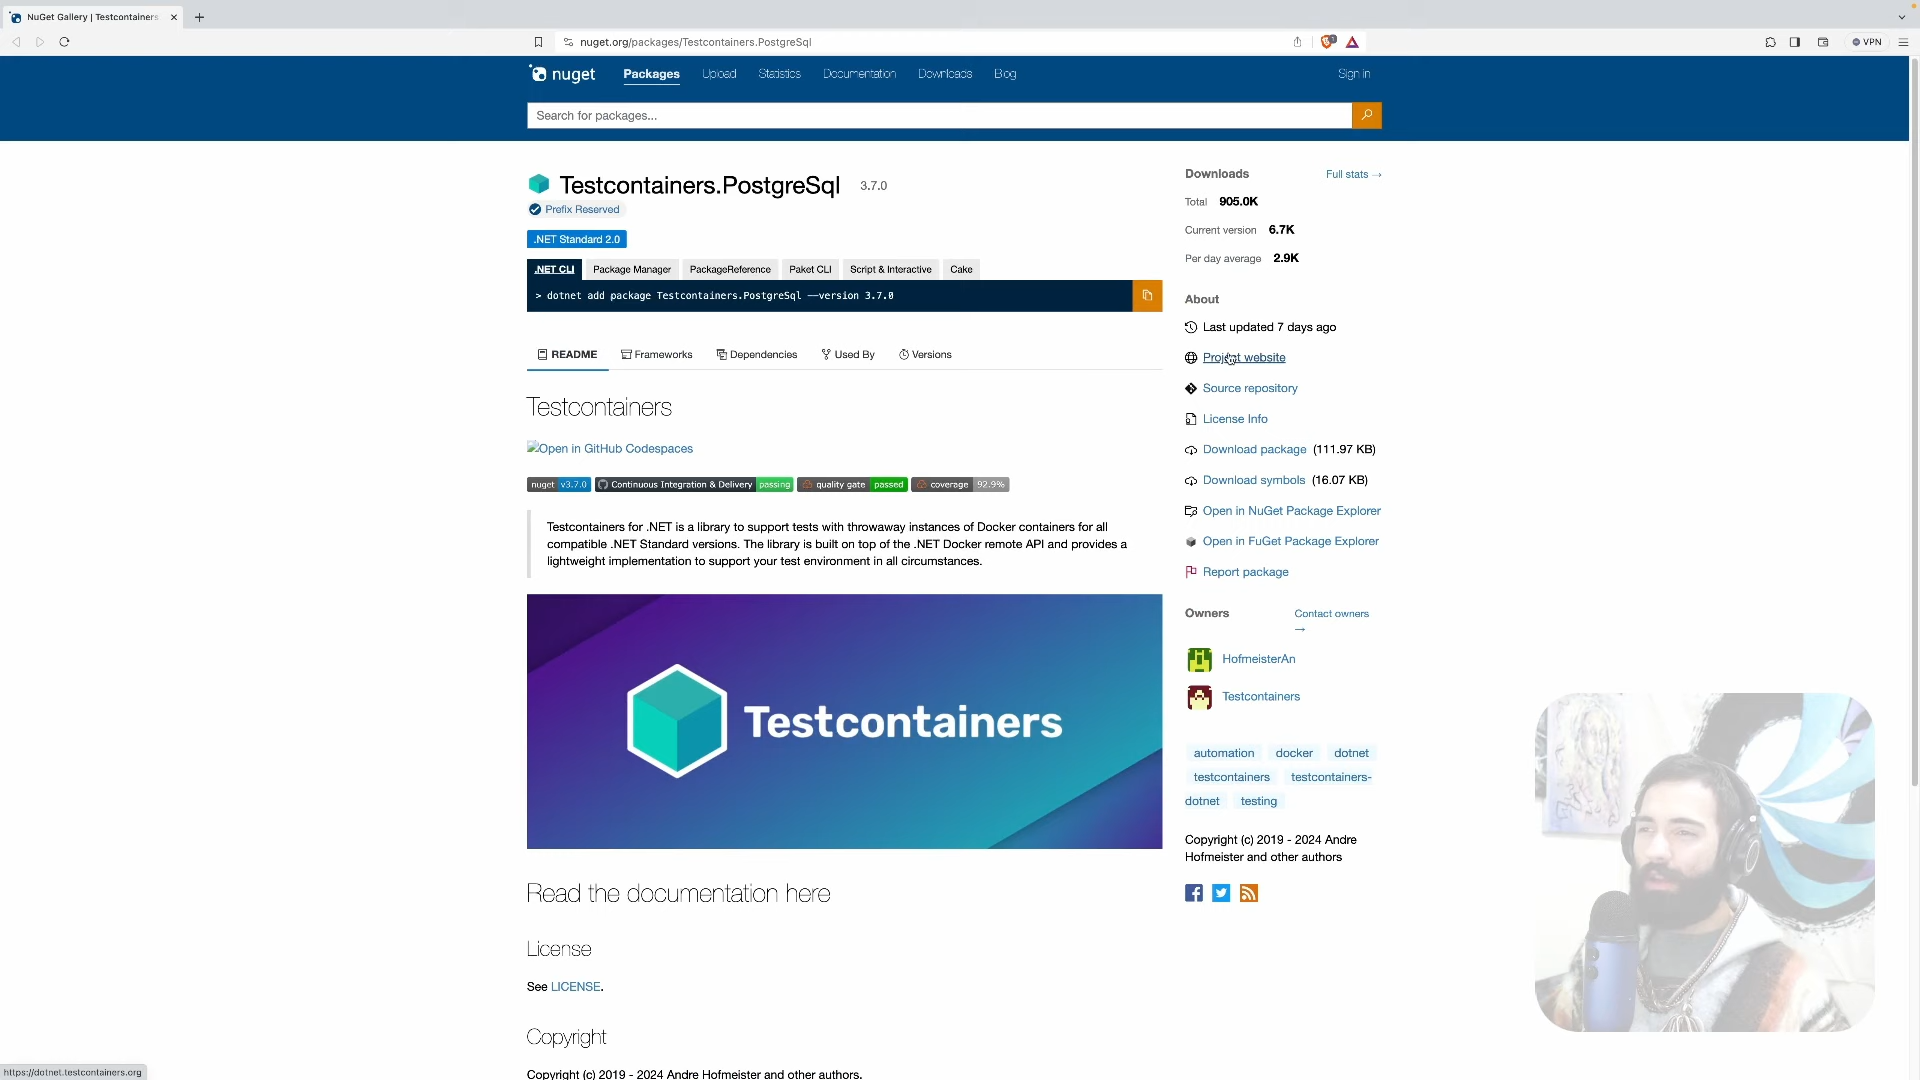 NuGet Gallery | Testcontainers
nuget.org/packages/Testcontainers.PostgreSql
1
VPN
nuget
Packages
Upload
Statistics
Documentation
Downloads
Blog
Sign in
Search for packages...
Testcontainers.PostgreSql 3.7.0
Prefix Reserved
.NET Standard 2.0
.NET CLI
Package Manager
PackageReference
Paket CLI
Script & Interactive
Cake
> dotnet add package Testcontainers.PostgreSql --version 3.7.0
README
Frameworks
Dependencies
Used By
Versions
Testcontainers
Open in GitHub Codespaces
nuget v3.7.0
Continuous Integration & Delivery passing
quality gate passed
coverage 92.9%
Testcontainers for .NET is a library to support tests with throwaway instances of Docker containers for all
compatible .NET Standard versions. The library is built on top of the .NET Docker remote API and provides a
lightweight implementation to support your test environment in all circumstances.
Testcontainers
Read the documentation here
License
See LICENSE.
Copyright
Copyright (c) 2019 - 2024 Andre Hofmeister and other authors.
Downloads
Full stats →
Total 905.0K
Current version 6.7K
Per day average 2.9K
About
Last updated 7 days ago
Project website
Source repository
License Info
Download package (111.97 KB)
Download symbols (16.07 KB)
Open in NuGet Package Explorer
Open in FuGet Package Explorer
Report package
Owners
Contact owners
→
HofmeisterAn
Testcontainers
automation docker dotnet
testcontainers testcontainers-
dotnet testing
Copyright (c) 2019 - 2024 Andre
Hofmeister and other authors
https://dotnet.testcontainers.org